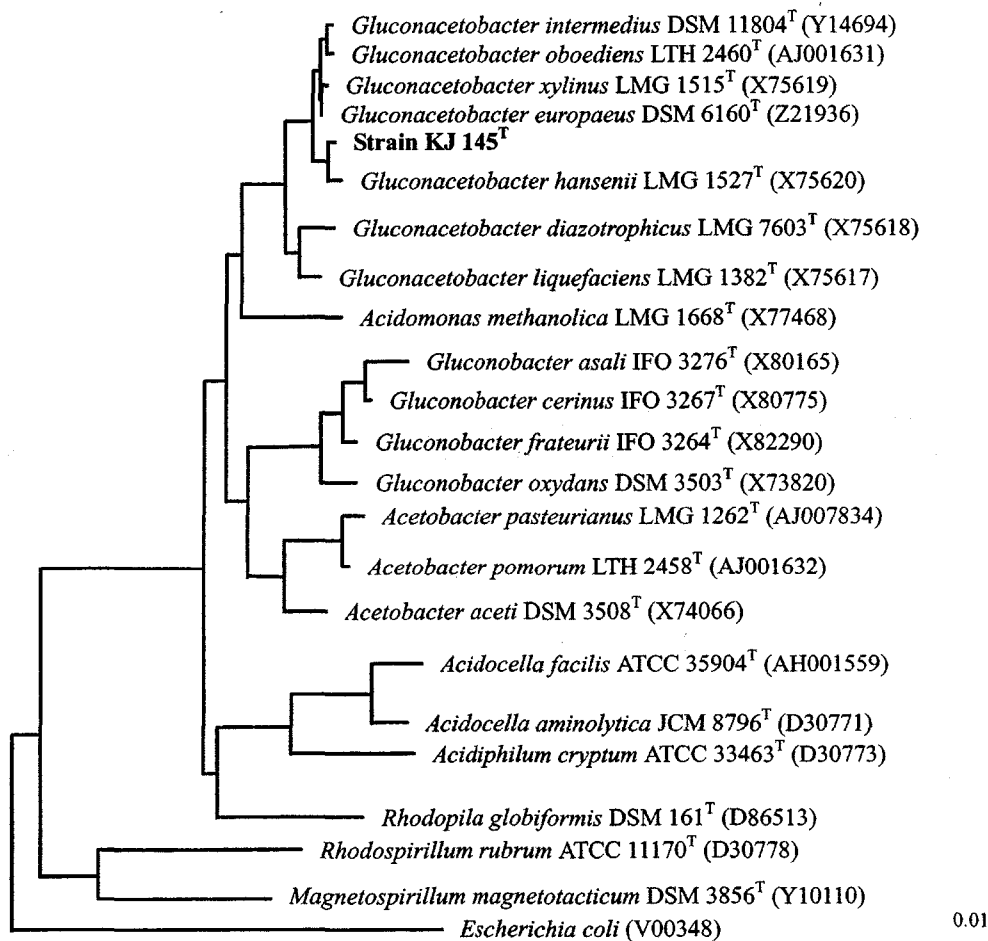 Gluconacetobacter intermedius DSM 11804T (Y14694)
Gluconacetobacter oboediens LTH 2460T (AJ001631)
Gluconacetobacter xylinus LMG 1515T (X75619)
Gluconacetobacter europaeus DSM 6160T (Z21936)
Strain KJ 145T
Gluconacetobacter hansenii LMG 1527T (X75620)
Gluconacetobacter diazotrophicus LMG 7603T (X75618)
Gluconacetobacter liquefaciens LMG 1382T (X75617)
Acidomonas methanolica LMG 1668T (X77468)
Gluconobacter asali IFO 3276T (X80165)
Gluconobacter cerinus IFO 3267T (X80775)
Gluconobacter frateurii IFO 3264T (X82290)
Gluconobacter oxydans DSM 3503T (X73820)
Acetobacter pasteurianus LMG 1262T (AJ007834)
Acetobacter pomorum LTH 2458T (AJ001632)
Acetobacter aceti DSM 3508T (X74066)
Acidocella facilis ATCC 35904T (AH001559)
Acidocella aminolytica JCM 8796T (D30771)
Acidiphilum cryptum ATCC 33463T (D30773)
Rhodopila globiformis DSM 161T (D86513)
Rhodospirillum rubrum ATCC 11170T (D30778)
Magnetospirillum magnetotacticum DSM 3856T (Y10110)
Escherichia coli (V00348)
0.01